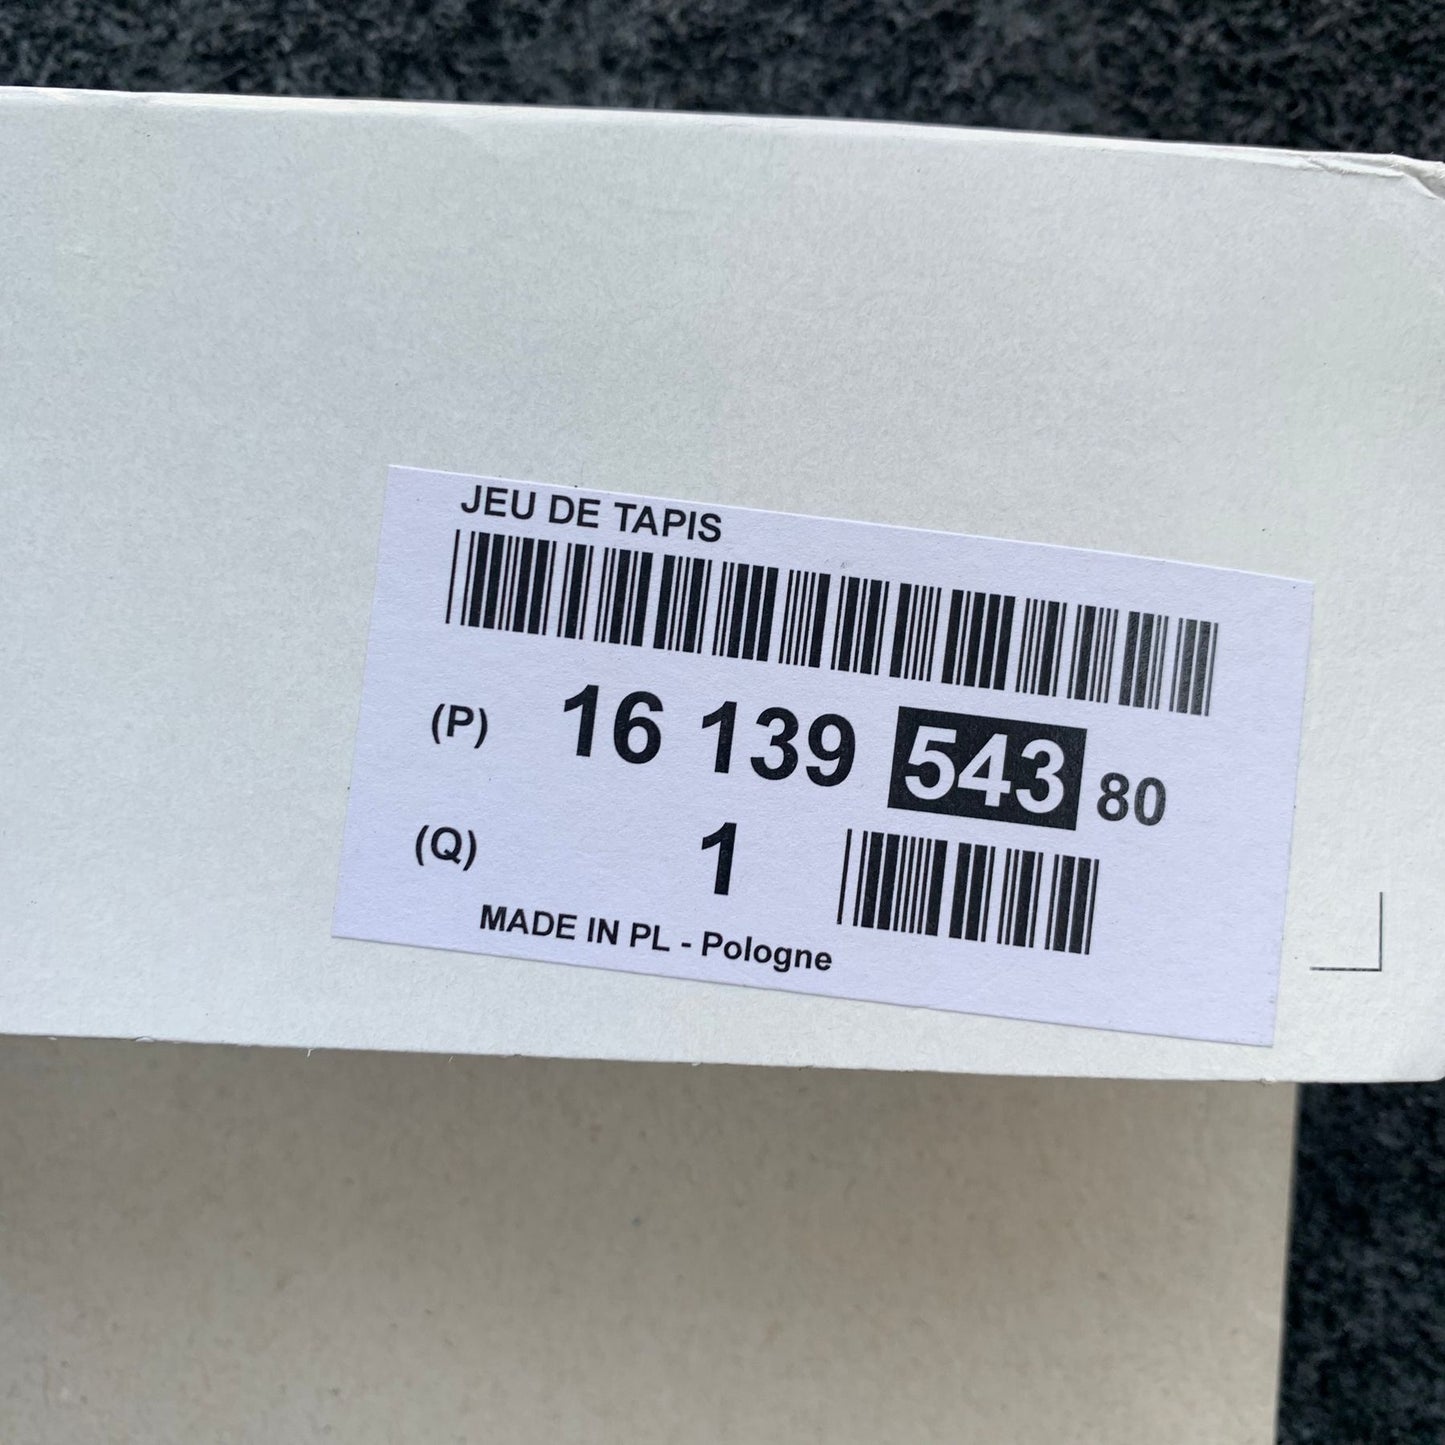 JEU DE TAPIS
(P) 16 139 543 80
(Q) 1
MADE IN PL - Pologne